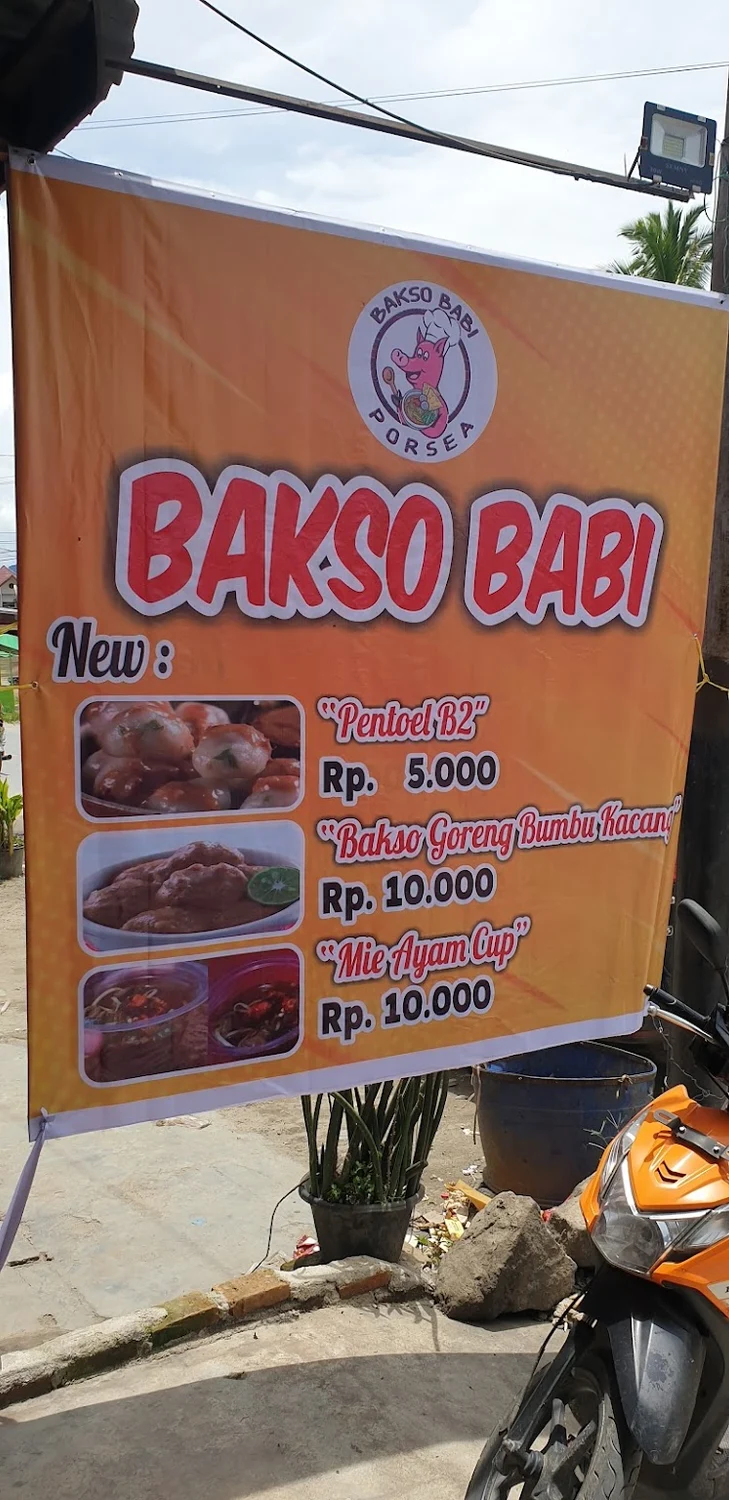 BAKSO BABI
PORSEA
BAKSO BABI
New :
"Pentoel B2"
Rp. 5.000
"Bakso Goreng Bumbu Kacang"
Rp. 10.000
"Mie Ayam Cup"
Rp. 10.000